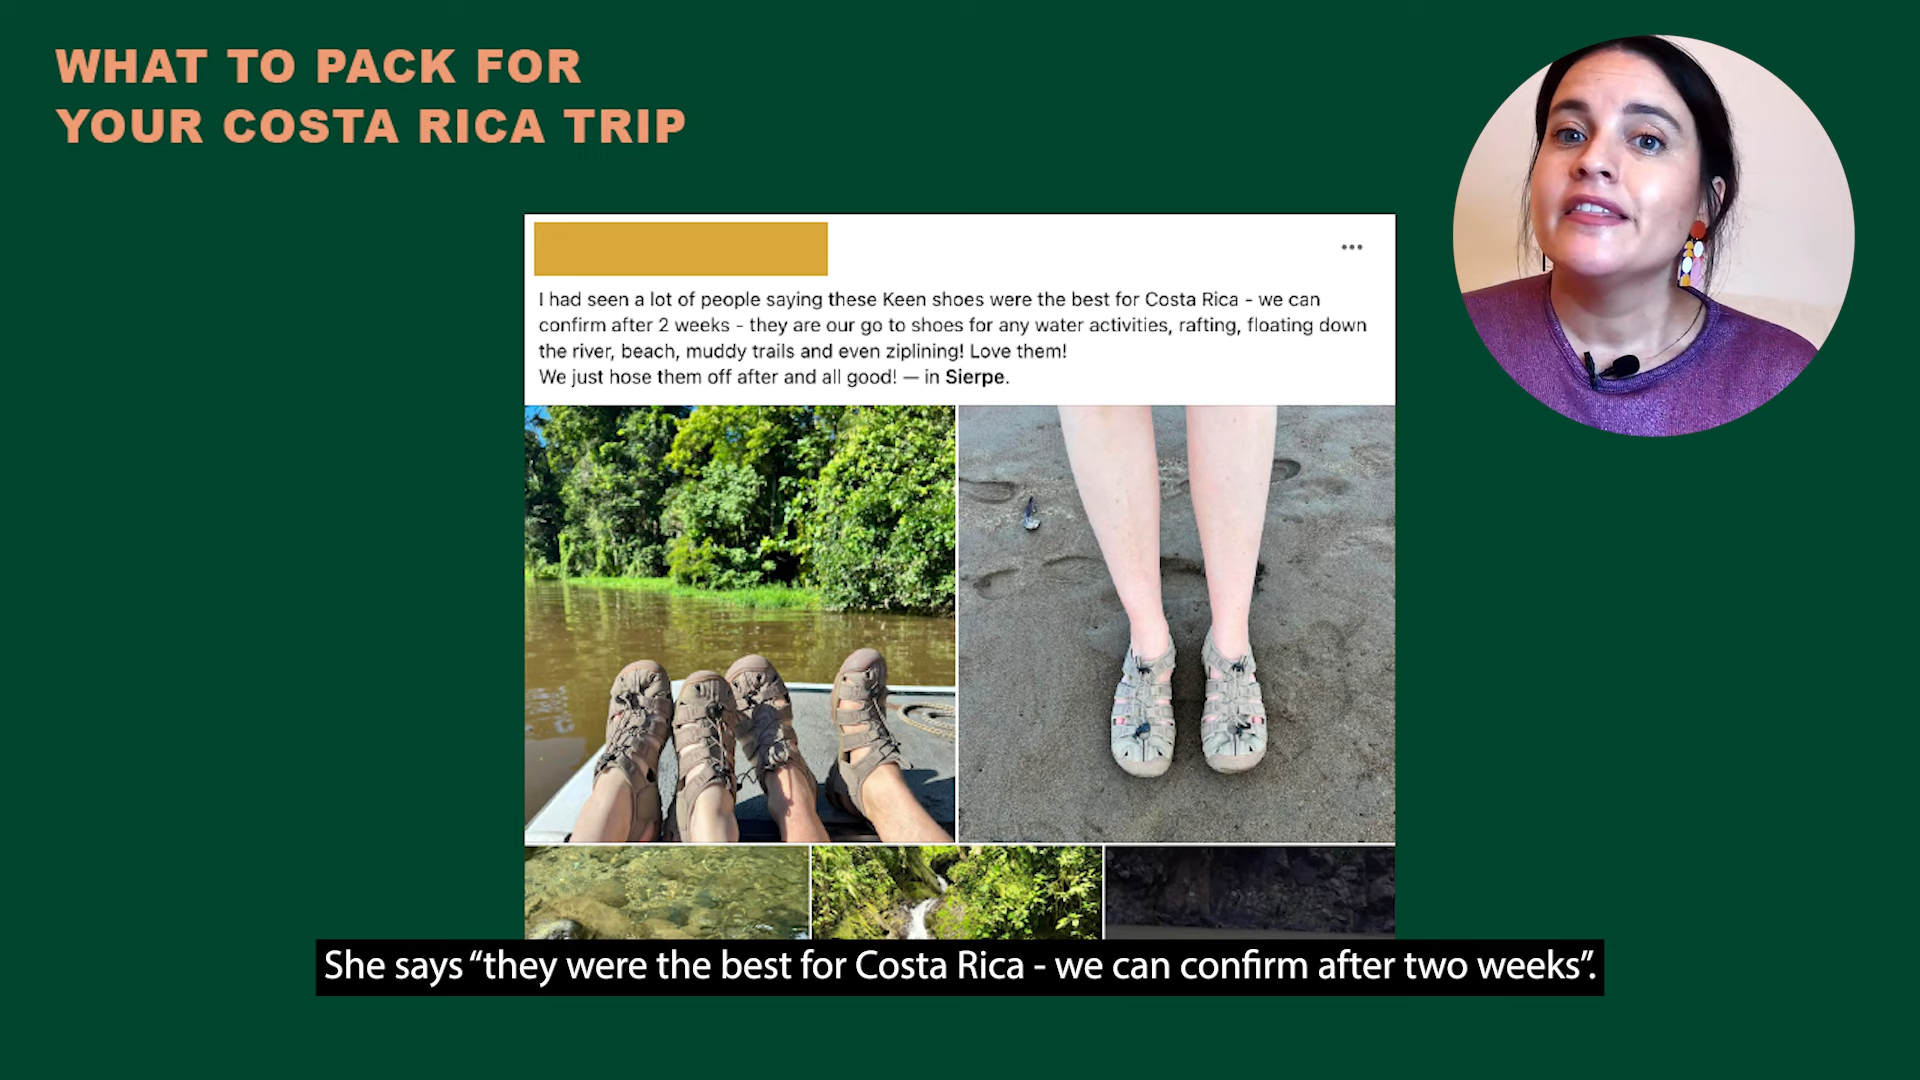 WHAT TO PACK FOR
YOUR COSTA RICA TRIP
I had seen a lot of people saying these Keen shoes were the best for Costa Rica - we can
confirm after 2 weeks - they are our go to shoes for any water activities, rafting, floating down
the river, beach, muddy trails and even ziplining! Love them!
We just hose them off after and all good! — in Sierpe.
She says “they were the best for Costa Rica - we can confirm after two weeks”.